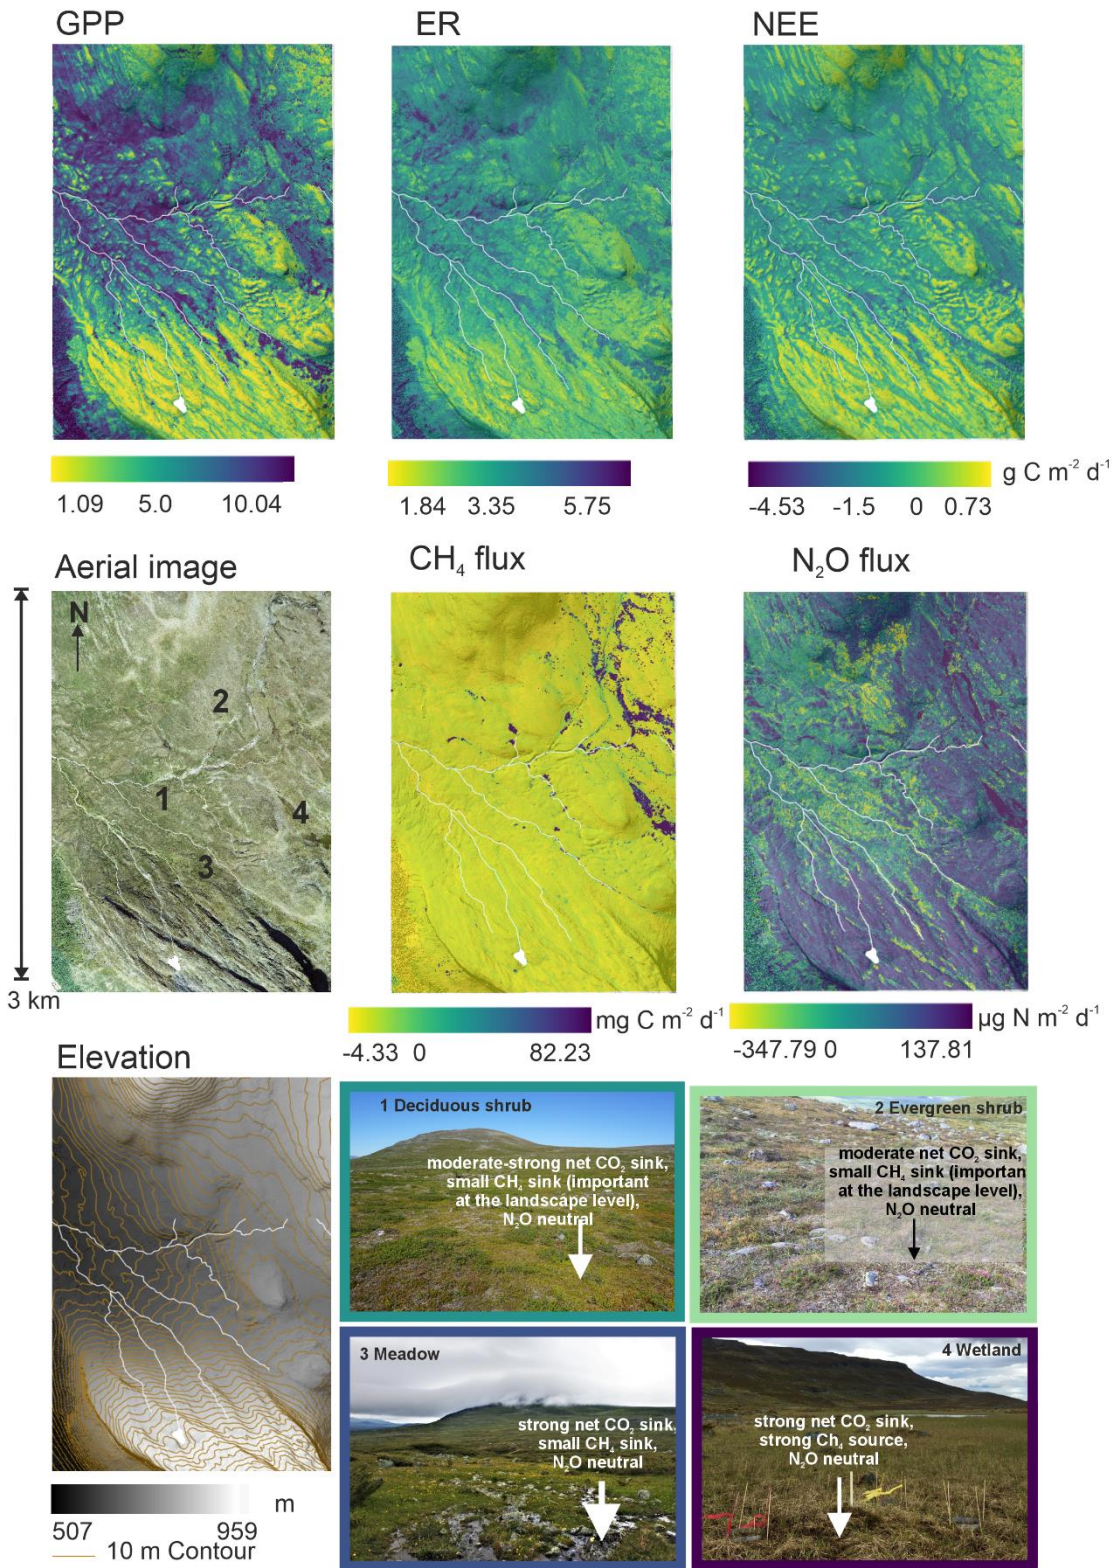 GPP
ER
NEE
1.09 5.0 10.04
1.84 3.35 5.75
-4.53 -1.5 0 0.73
g C m⁻² d⁻¹
Aerial image
CH₄ flux
N₂O flux
N
2
1
4
3
3 km
-4.33 0 82.23
mg C m⁻² d⁻¹
-347.79 0 137.81
µg N m⁻² d⁻¹
Elevation
507 959
m
10 m Contour
1 Deciduous shrub
moderate-strong net CO₂ sink,
small CH₄ sink (important
at the landscape level),
N₂O neutral
2 Evergreen shrub
moderate net CO₂ sink,
small CH₄ sink (important
at the landscape level),
N₂O neutral
3 Meadow
strong net CO₂ sink,
small CH₄ sink,
N₂O neutral
4 Wetland
strong net CO₂ sink,
strong Ch₄ source,
N₂O neutral